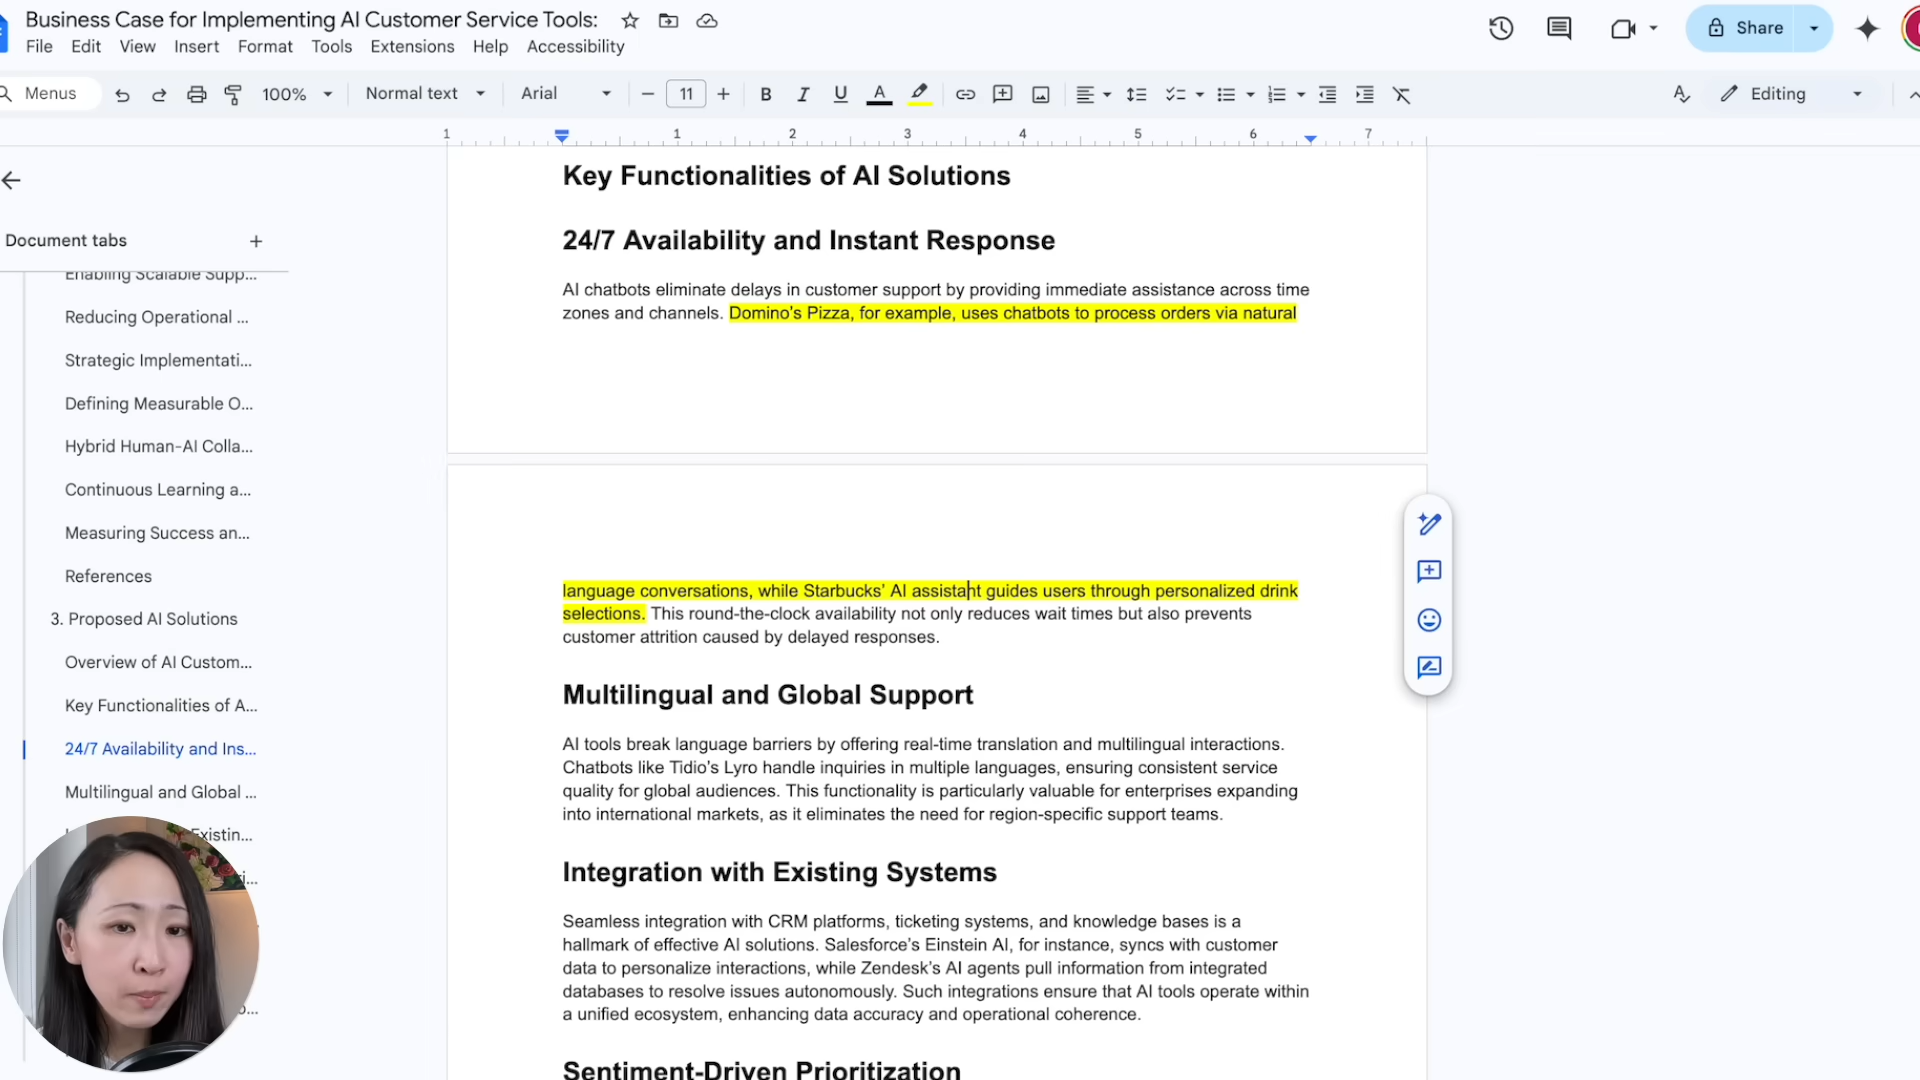 Business Case for Implementing AI Customer Service Tools:
File Edit View Insert Format Tools Extensions Help Accessibility
Share
Menus 100% Normal text Arial 11 Editing
1 1 2 3 4 5 6 7
Document tabs
Enabling Scalable Supp...
Reducing Operational ...
Strategic Implementati...
Defining Measurable O...
Hybrid Human-AI Colla...
Continuous Learning a...
Measuring Success an...
References
3. Proposed AI Solutions
Overview of AI Custom...
Key Functionalities of A...
24/7 Availability and Ins...
Multilingual and Global ...
Key Functionalities of AI Solutions
24/7 Availability and Instant Response
AI chatbots eliminate delays in customer support by providing immediate assistance across time
zones and channels. Domino's Pizza, for example, uses chatbots to process orders via natural
language conversations, while Starbucks' AI assistant guides users through personalized drink
selections. This round-the-clock availability not only reduces wait times but also prevents
customer attrition caused by delayed responses.
Multilingual and Global Support
AI tools break language barriers by offering real-time translation and multilingual interactions.
Chatbots like Tidio's Lyro handle inquiries in multiple languages, ensuring consistent service
quality for global audiences. This functionality is particularly valuable for enterprises expanding
into international markets, as it eliminates the need for region-specific support teams.
Integration with Existing Systems
Seamless integration with CRM platforms, ticketing systems, and knowledge bases is a
hallmark of effective AI solutions. Salesforce's Einstein AI, for instance, syncs with customer
data to personalize interactions, while Zendesk's AI agents pull information from integrated
databases to resolve issues autonomously. Such integrations ensure that AI tools operate within
a unified ecosystem, enhancing data accuracy and operational coherence.
Sentiment-Driven Prioritization